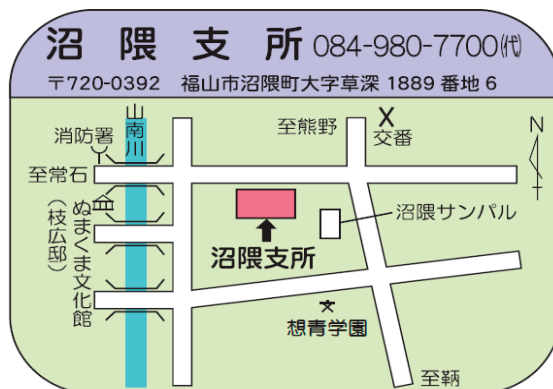 沼隈支所 084-980-7700㈹
〒720-0392 福山市沼隈町大字草深 1889 番地 6
山南川
消防署
至熊野
交番
N
至常石
ぬまくま文化館
（枝広邸）
沼隈サンパル
沼隈支所
想青学園
至鞆